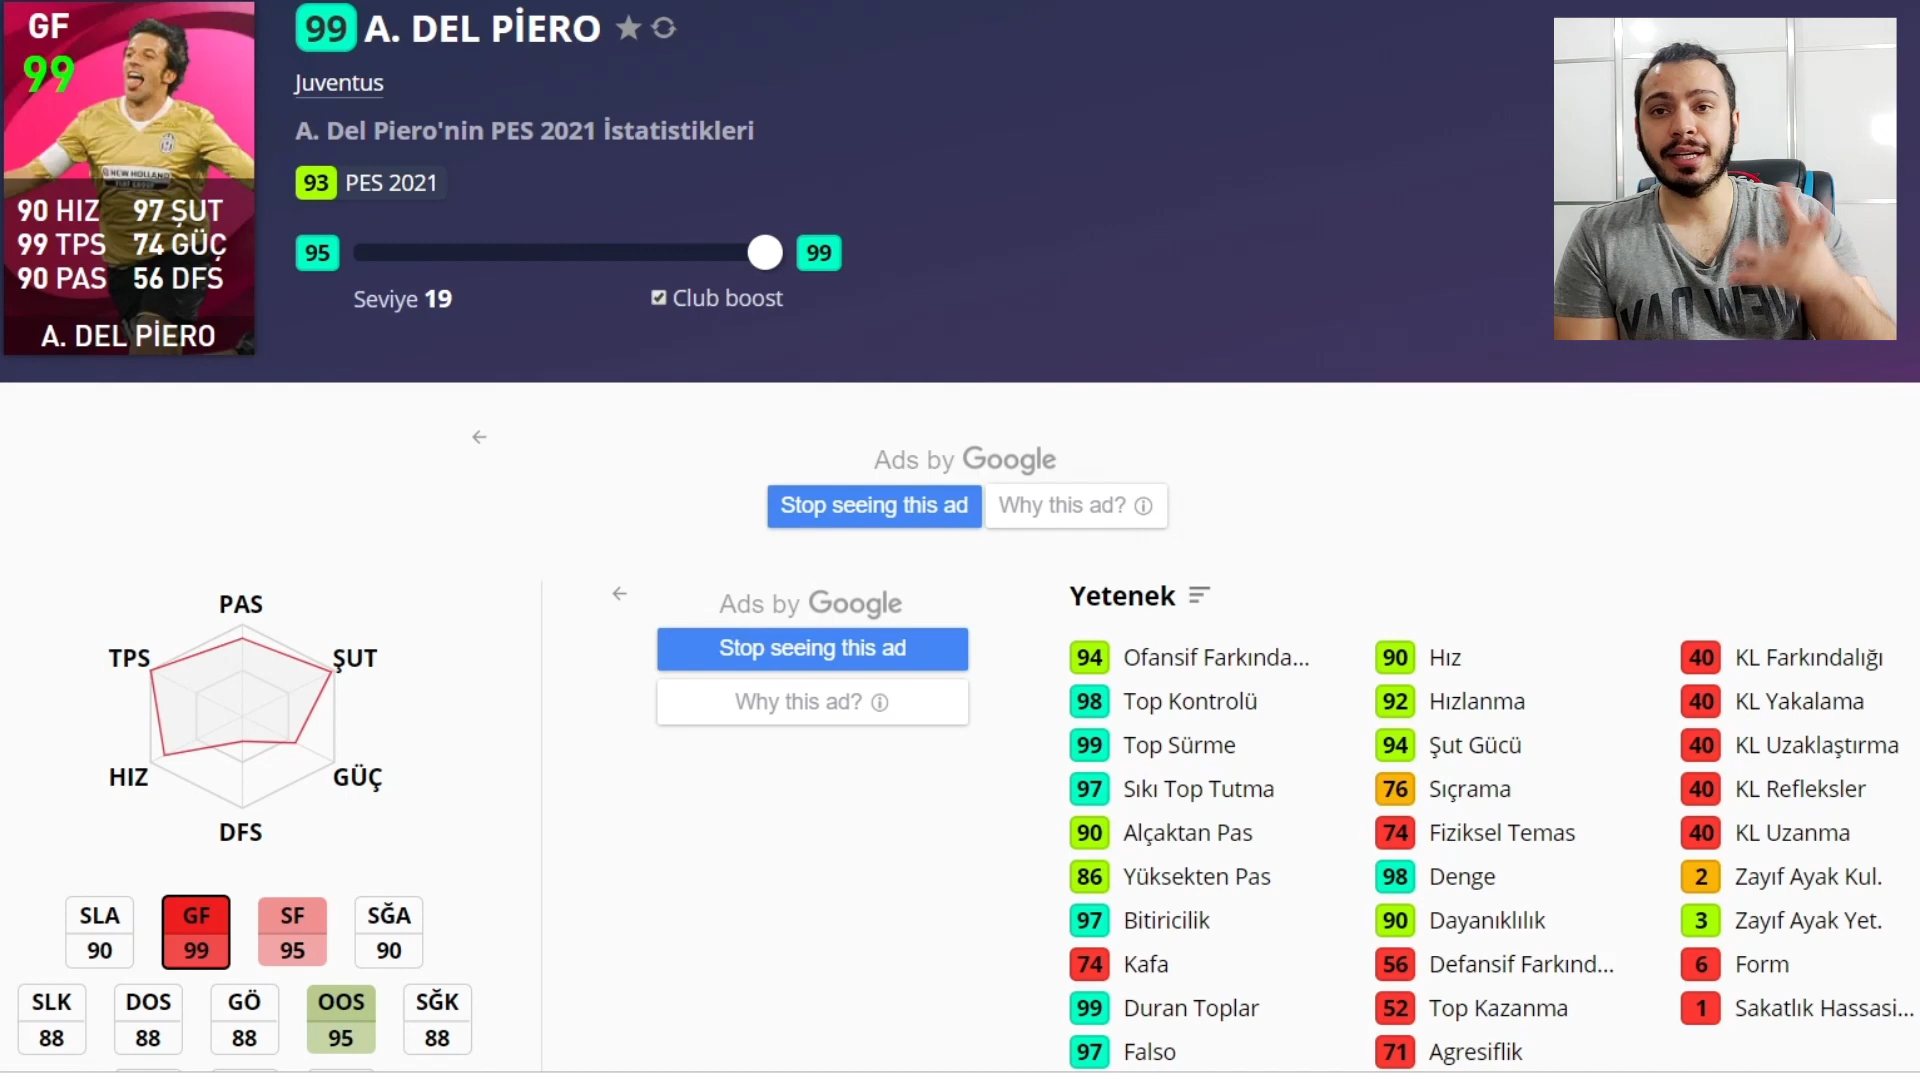 GF
99
90 HIZ 97 ŞUT
99 TPS 74 GÜÇ
90 PAS 56 DFS
A. DEL PİERO
NEW HOLLAND
99 A. DEL PİERO
Juventus
A. Del Piero'nin PES 2021 İstatistikleri
93 PES 2021
95 99
Seviye 19 Club boost
NEW DAY
Ads by Google
Stop seeing this ad Why this ad?
PAS
TPS ŞUT
HIZ GÜÇ
DFS
SLA GF SF SĞA
90 99 95 90
SLK DOS GÖ OOS SĞK
88 88 88 95 88
Ads by Google
Stop seeing this ad
Why this ad?
Yetenek
94 Ofansif Farkında...
98 Top Kontrolü
99 Top Sürme
97 Sıkı Top Tutma
90 Alçaktan Pas
86 Yüksekten Pas
97 Bitiricilik
74 Kafa
99 Duran Toplar
97 Falso
90 Hız
92 Hızlanma
94 Şut Gücü
76 Sıçrama
74 Fiziksel Temas
98 Denge
90 Dayanıklılık
56 Defansif Farkınd...
52 Top Kazanma
71 Agresiflik
40 KL Farkındalığı
40 KL Yakalama
40 KL Uzaklaştırma
40 KL Refleksler
40 KL Uzanma
2 Zayıf Ayak Kul.
3 Zayıf Ayak Yet.
6 Form
1 Sakatlık Hassasi...